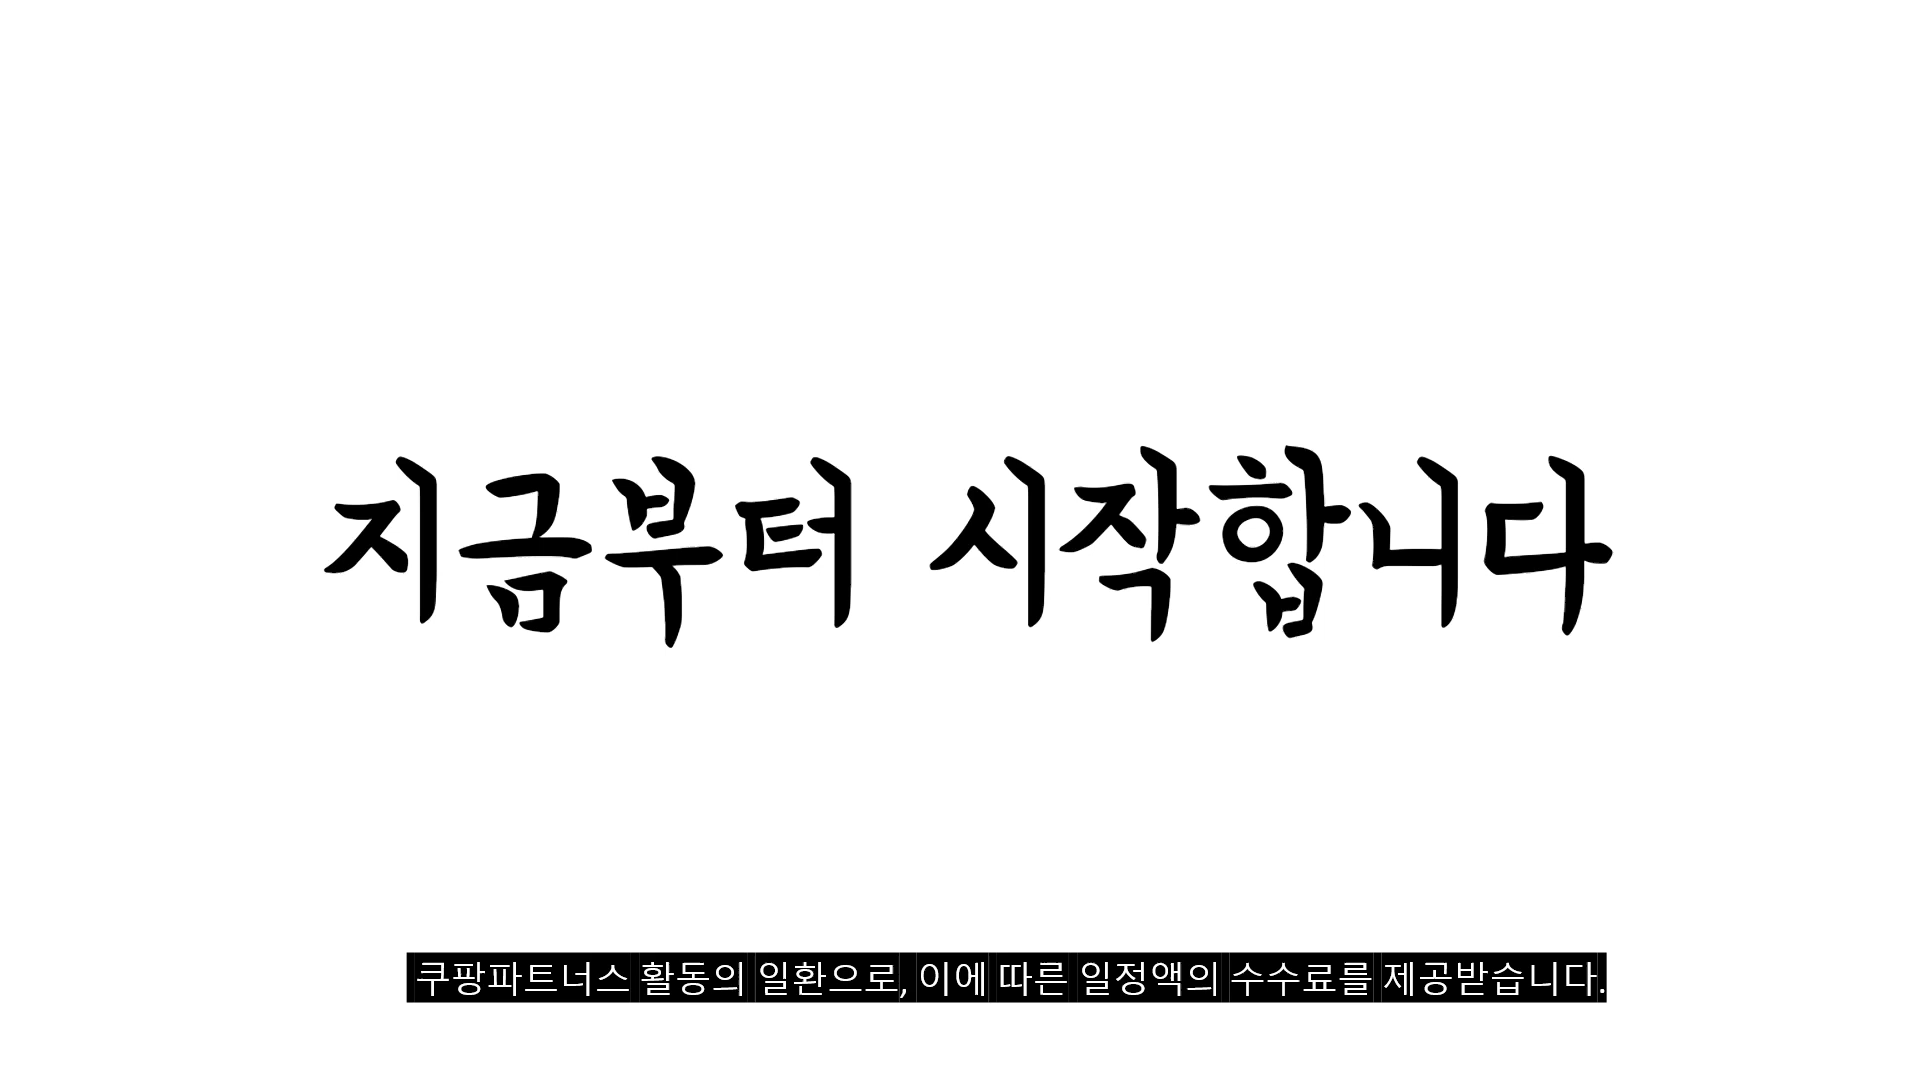 지금부터 시작합니다
쿠팡파트너스 활동의 일환으로, 이에 따른 일정액의 수수료를 제공받습니다.